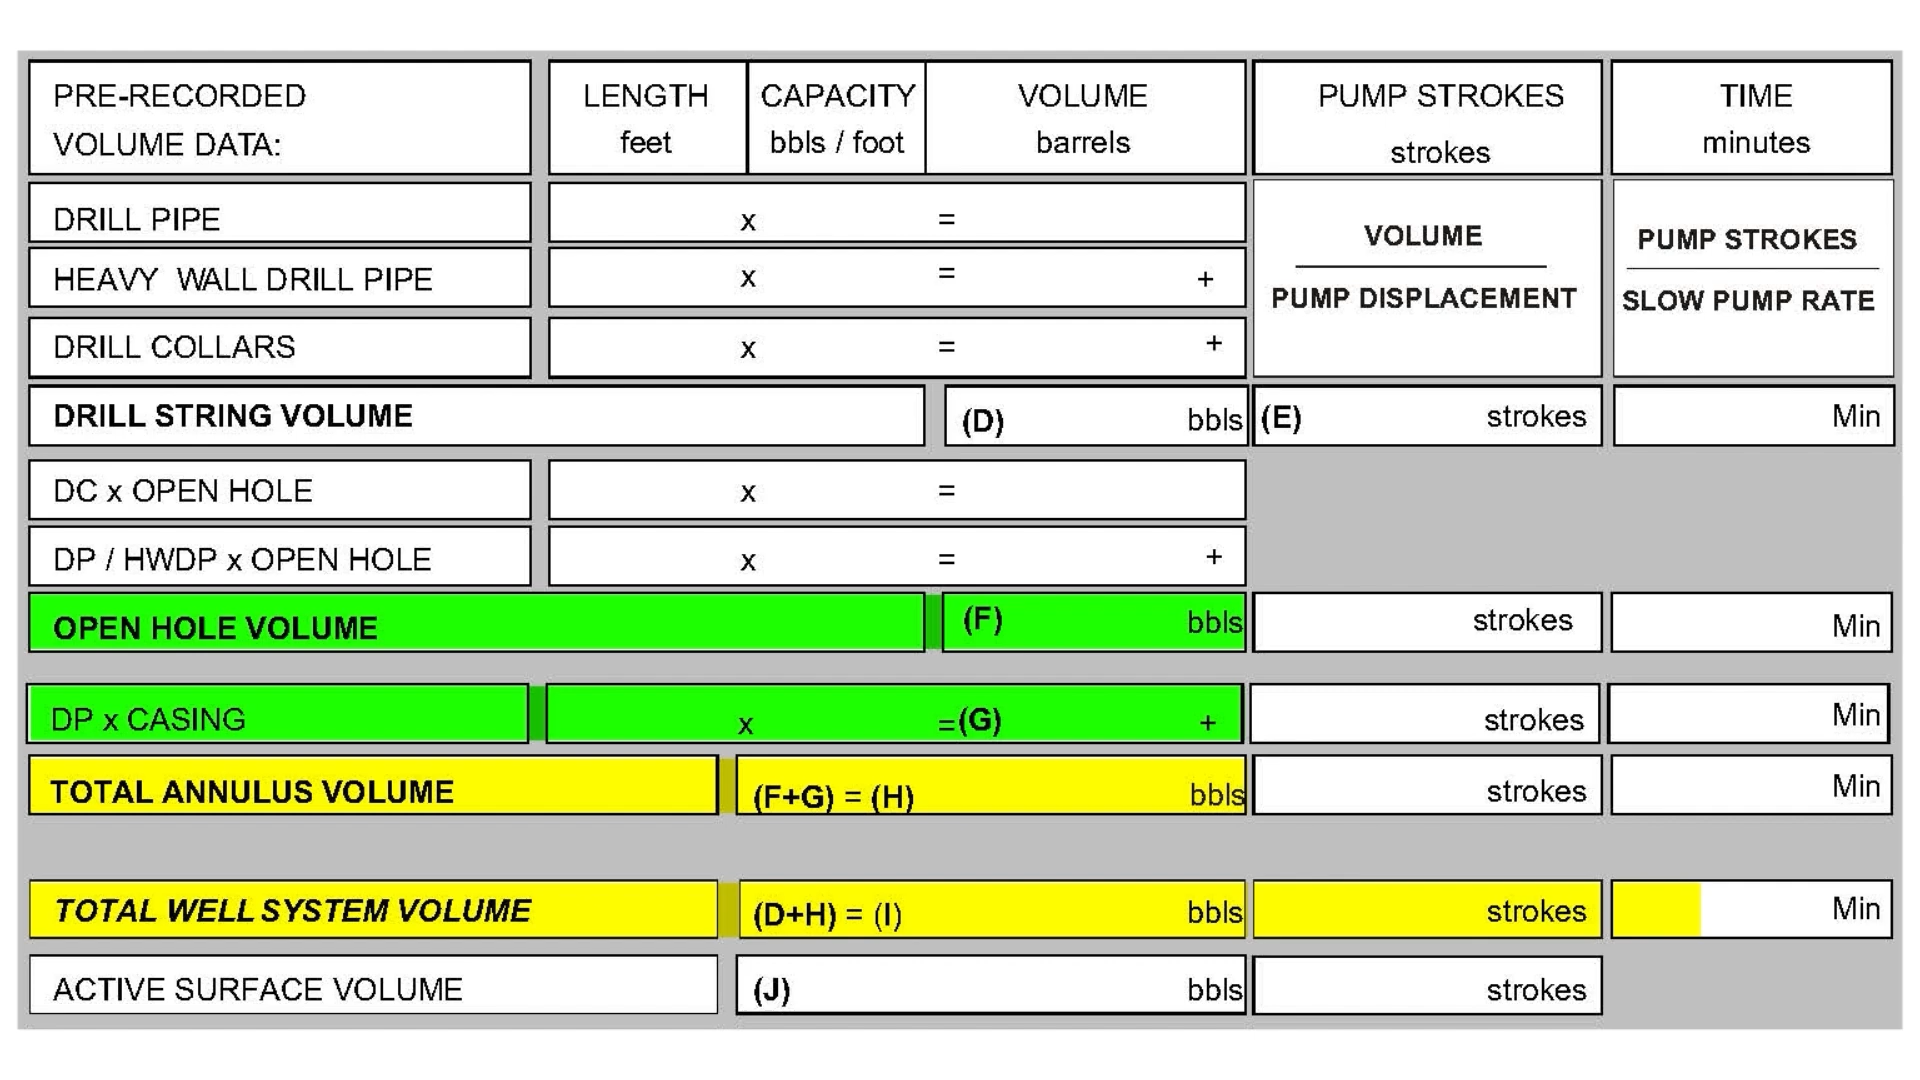 PRE-RECORDED
VOLUME DATA:
LENGTH
feet
CAPACITY
bbls / foot
VOLUME
barrels
PUMP STROKES
strokes
TIME
minutes
DRILL PIPE x =
HEAVY WALL DRILL PIPE x = +
DRILL COLLARS x = +
VOLUME
PUMP DISPLACEMENT
PUMP STROKES
SLOW PUMP RATE
DRILL STRING VOLUME (D) bbls (E) strokes Min
DC x OPEN HOLE x =
DP / HWDP x OPEN HOLE x = +
OPEN HOLE VOLUME (F) bbls strokes Min
DP x CASING x =(G) + strokes Min
TOTAL ANNULUS VOLUME (F+G) = (H) bbls strokes Min
TOTAL WELL SYSTEM VOLUME (D+H) = (I) bbls strokes Min
ACTIVE SURFACE VOLUME (J) bbls strokes